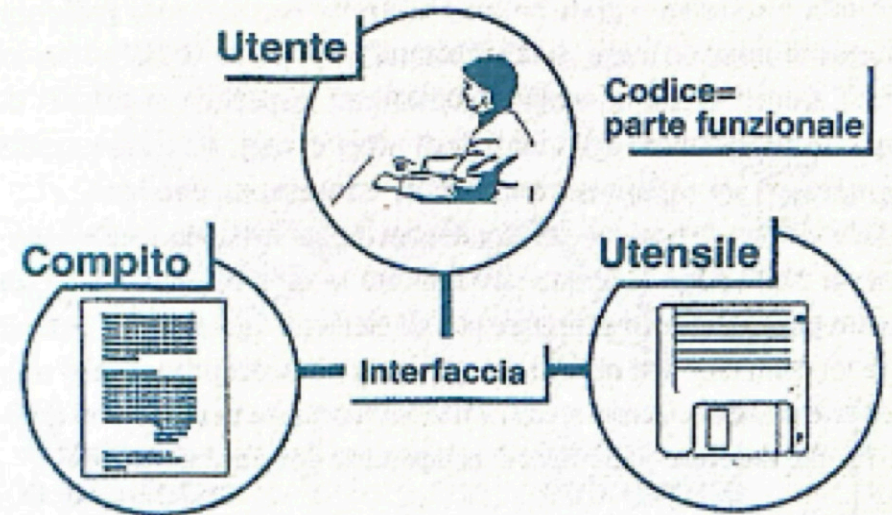 Utente
Codice=
parte funzionale
Compito
Utensile
Interfaccia